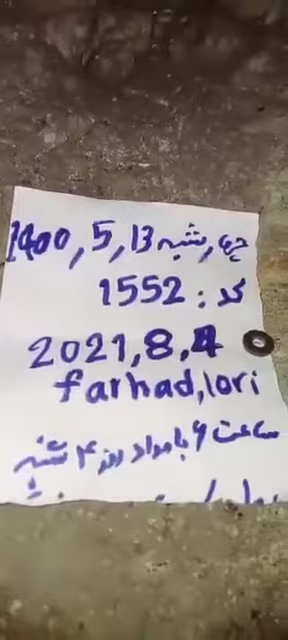 1400,5,13 چهارشنبه
کد: 1552
2021,8,4
farhad,lori
ساعت ۶ بامداد روز ۴ شنبه